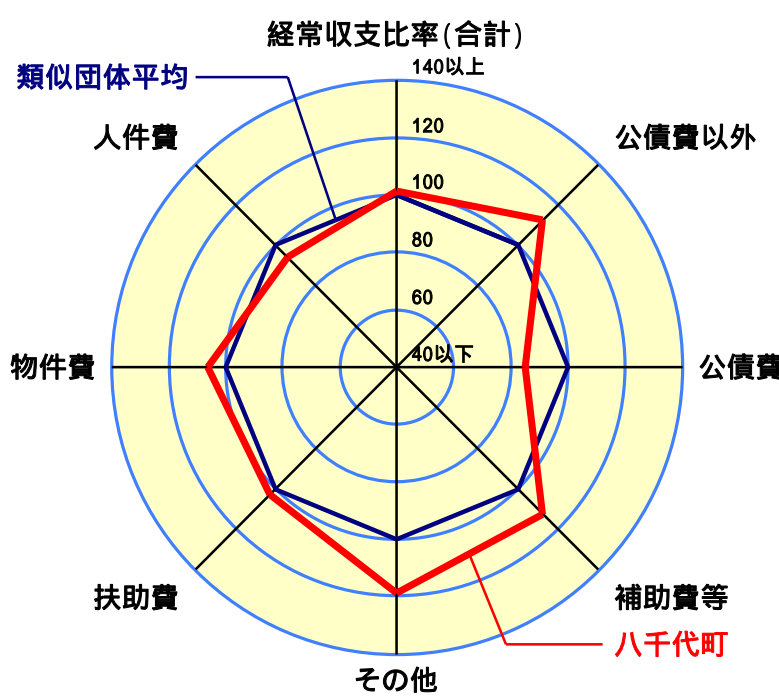 経常収支比率(合計)
140以上
類似団体平均
120
人件費
公債費以外
100
80
60
40以下
物件費
公債費
扶助費
補助費等
八千代町
その他